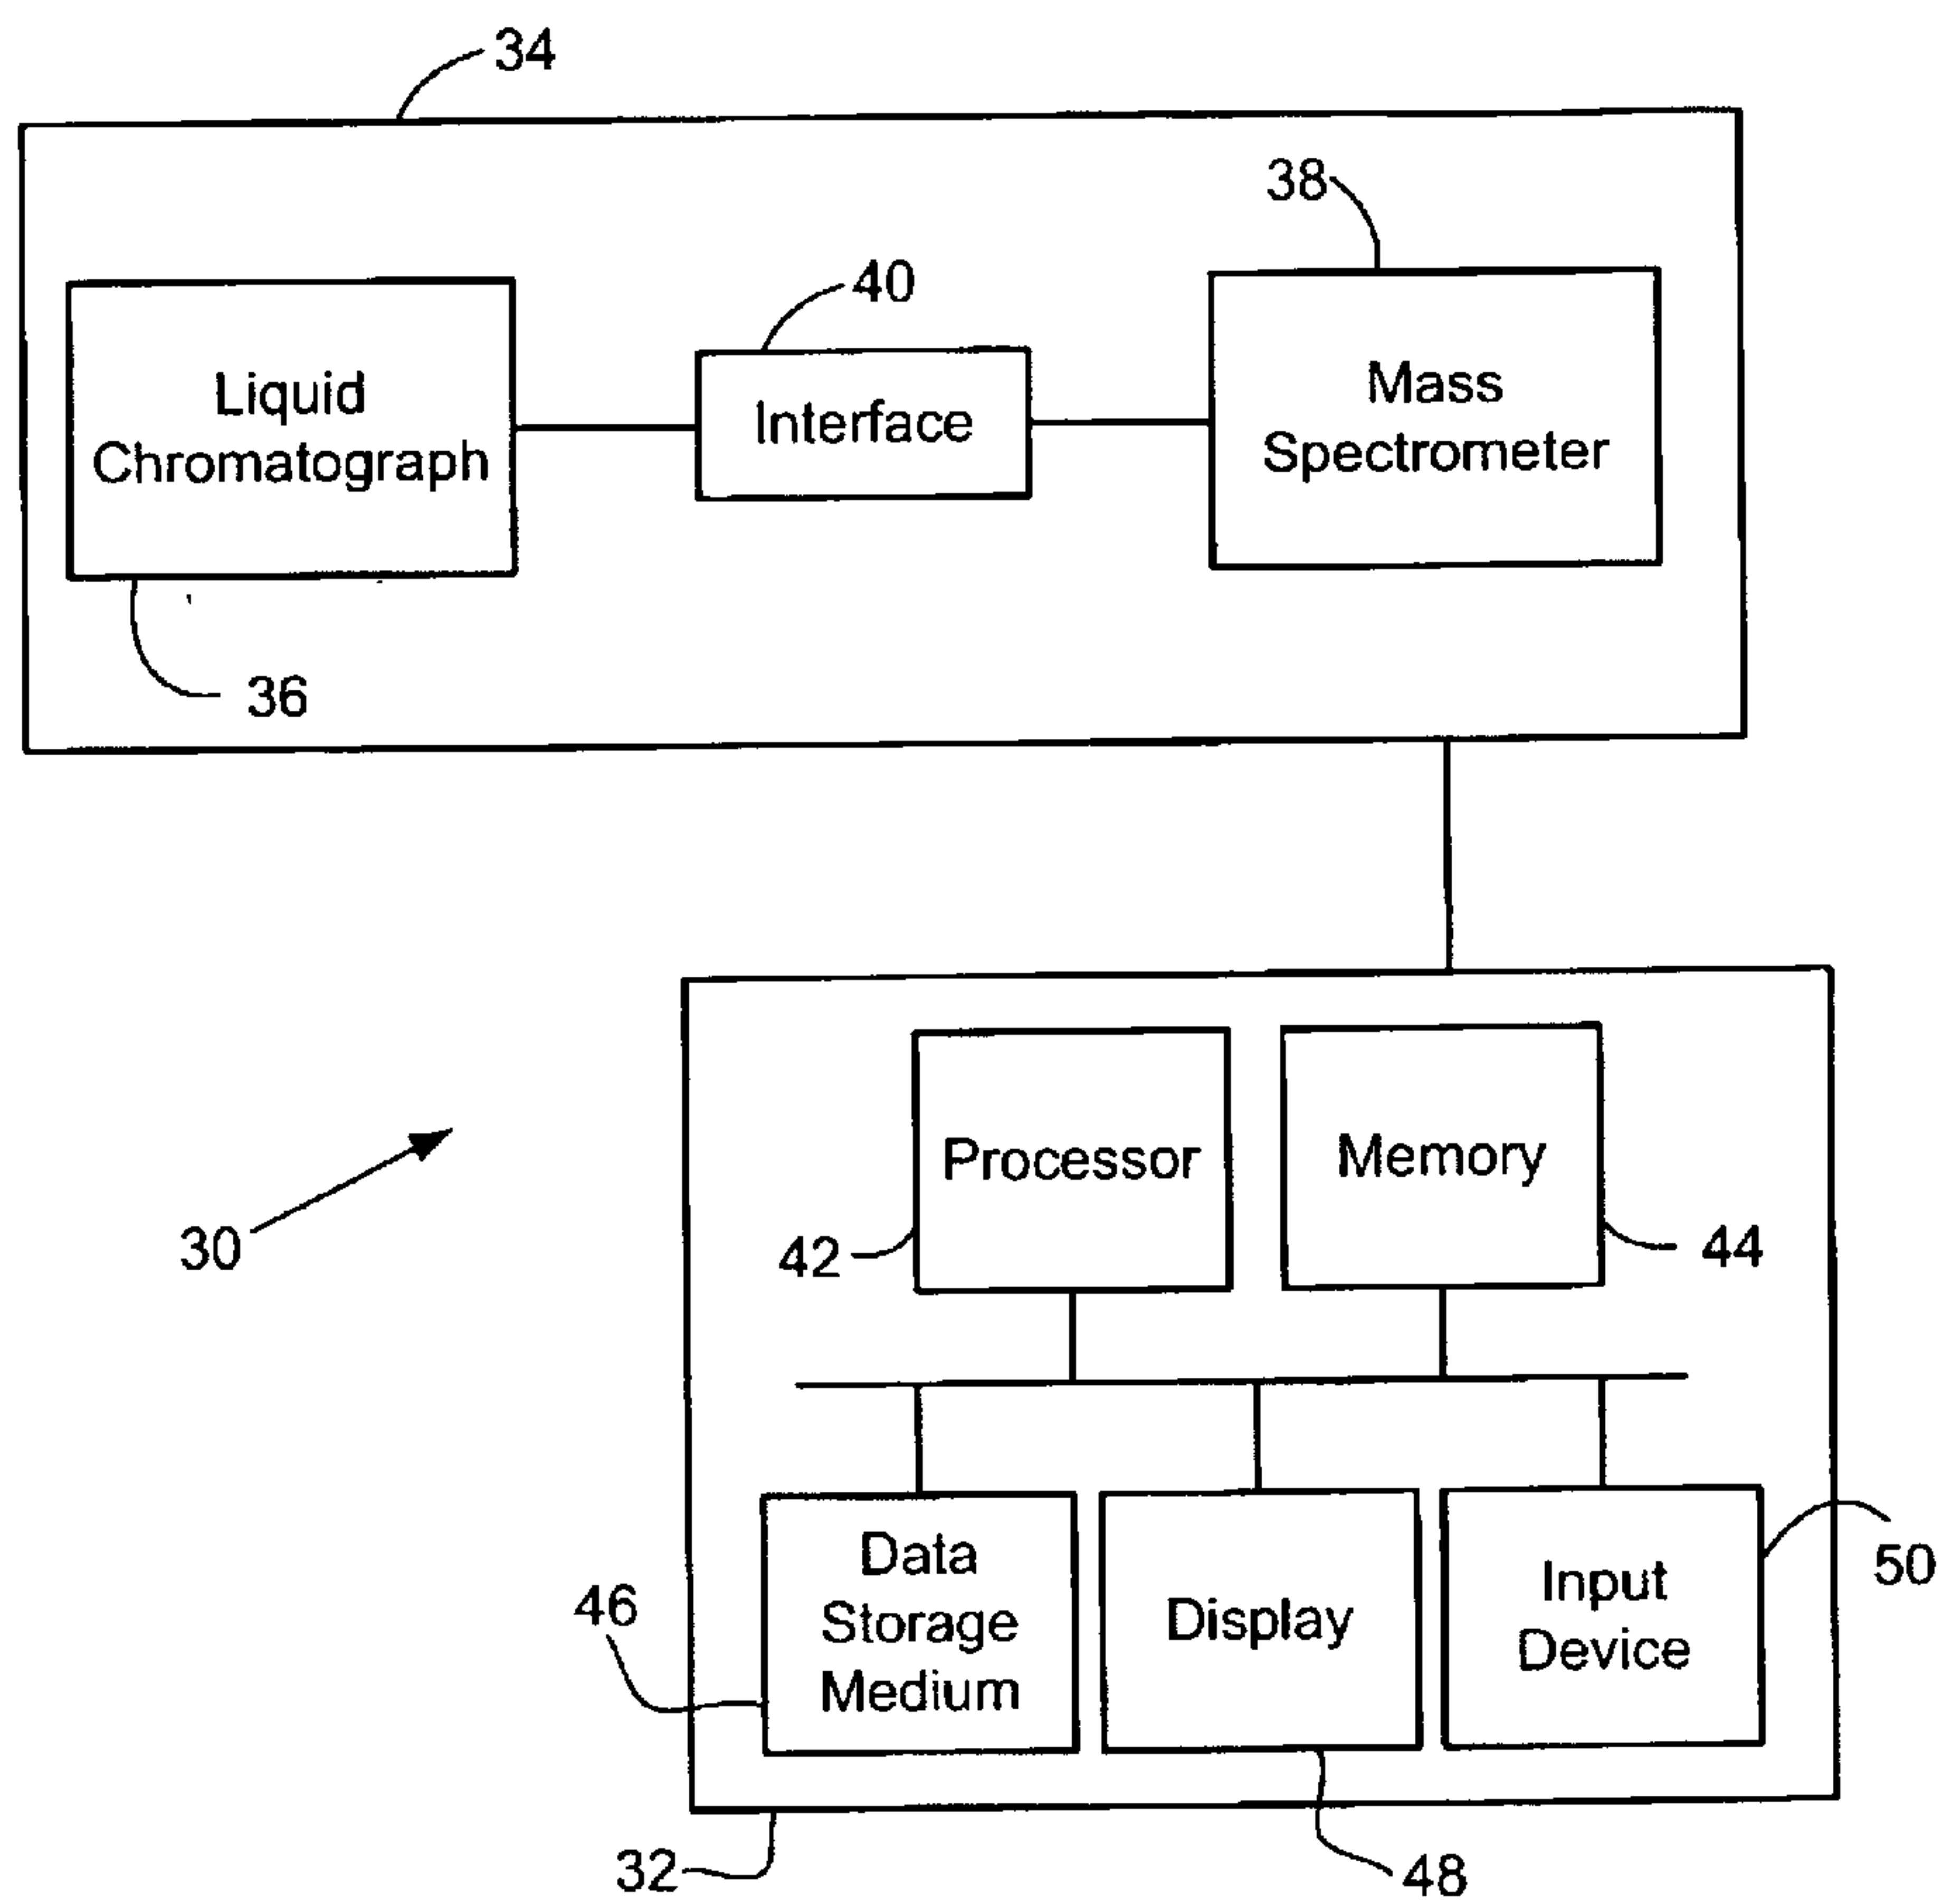 34
38
40
Liquid
Chromatograph
Interface
Mass
Spectrometer
36
Processor
Memory
30
42
44
Data
Storage
Medium
Display
Input
Device
46
50
32
48